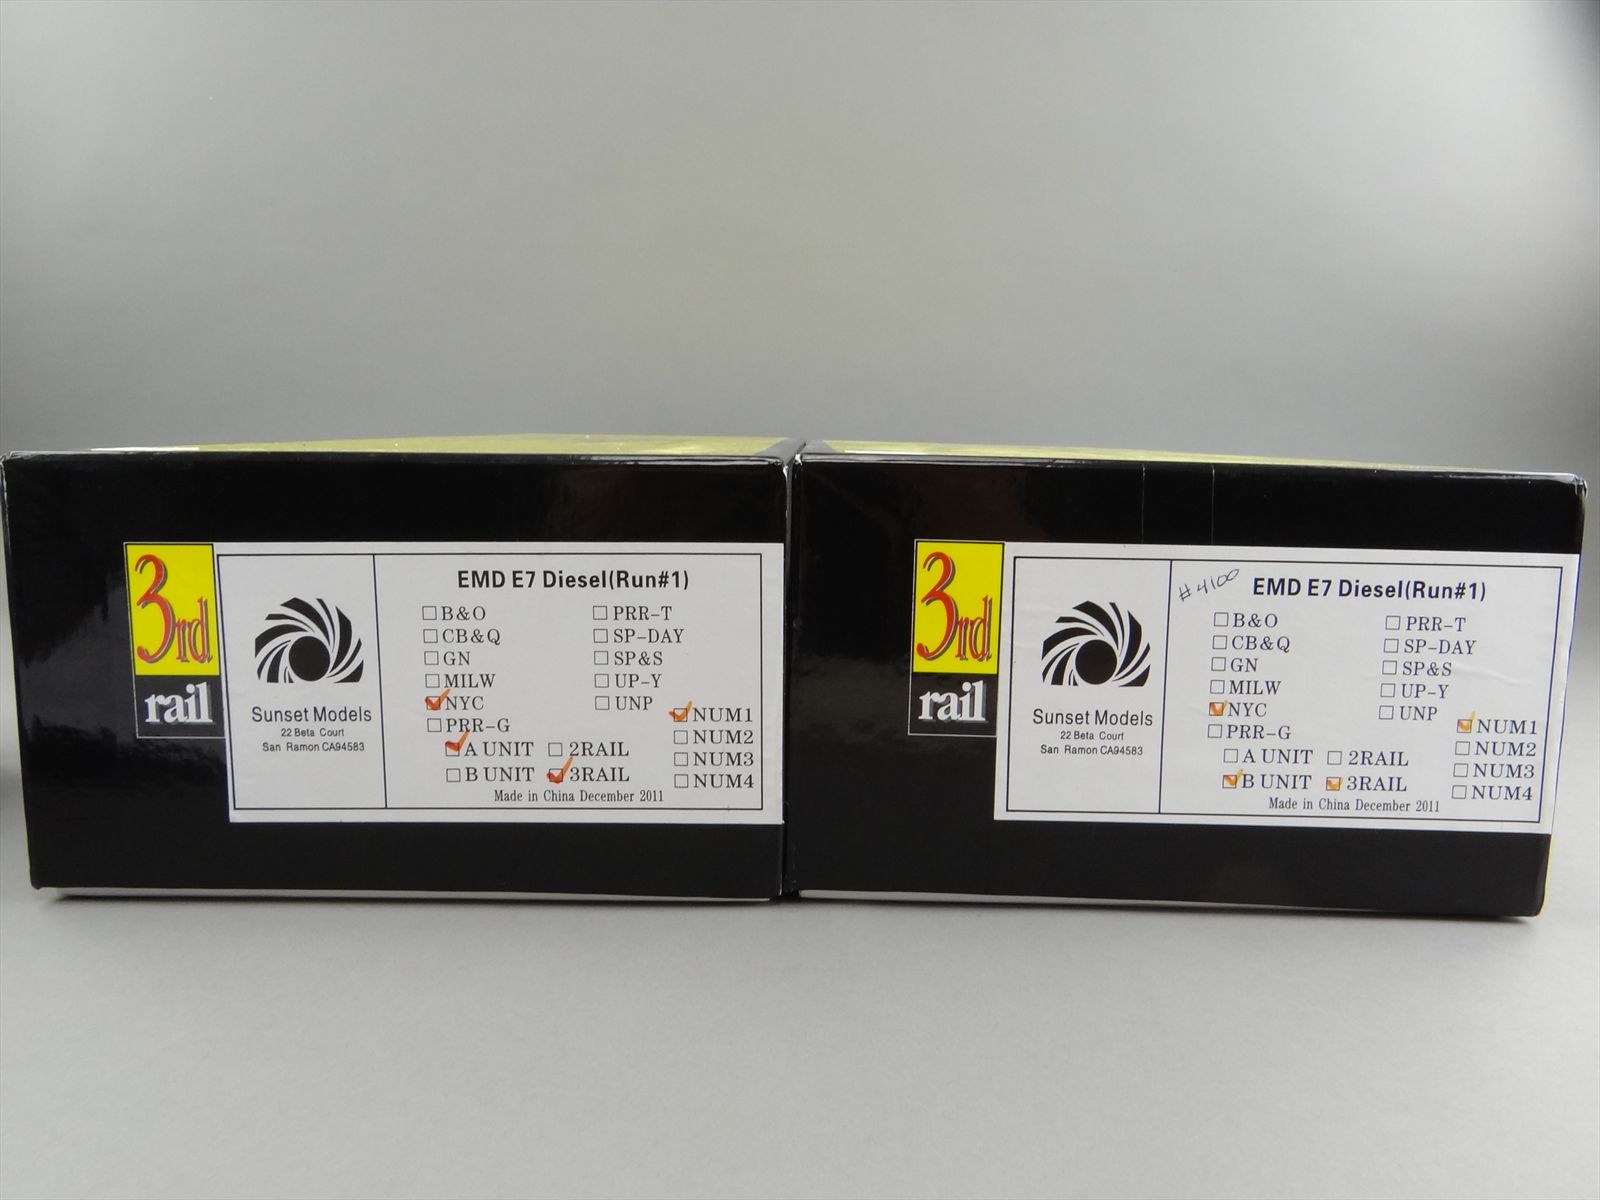 3rd
rail
Sunset Models
22 Beta Court
San Ramon CA94583
EMD E7 Diesel(Run#1)
B&O
CB&Q
GN
MILW
NYC
PRR-G
PRR-T
SP-DAY
SP&S
UP-Y
UNP
A UNIT
B UNIT
2RAIL
3RAIL
NUM1
NUM2
NUM3
NUM4
Made in China December 2011
3rd
rail
Sunset Models
22 Beta Court
San Ramon CA94583
#4100
EMD E7 Diesel(Run#1)
B&O
CB&Q
GN
MILW
NYC
PRR-G
PRR-T
SP-DAY
SP&S
UP-Y
UNP
A UNIT
B UNIT
2RAIL
3RAIL
NUM1
NUM2
NUM3
NUM4
Made in China December 2011